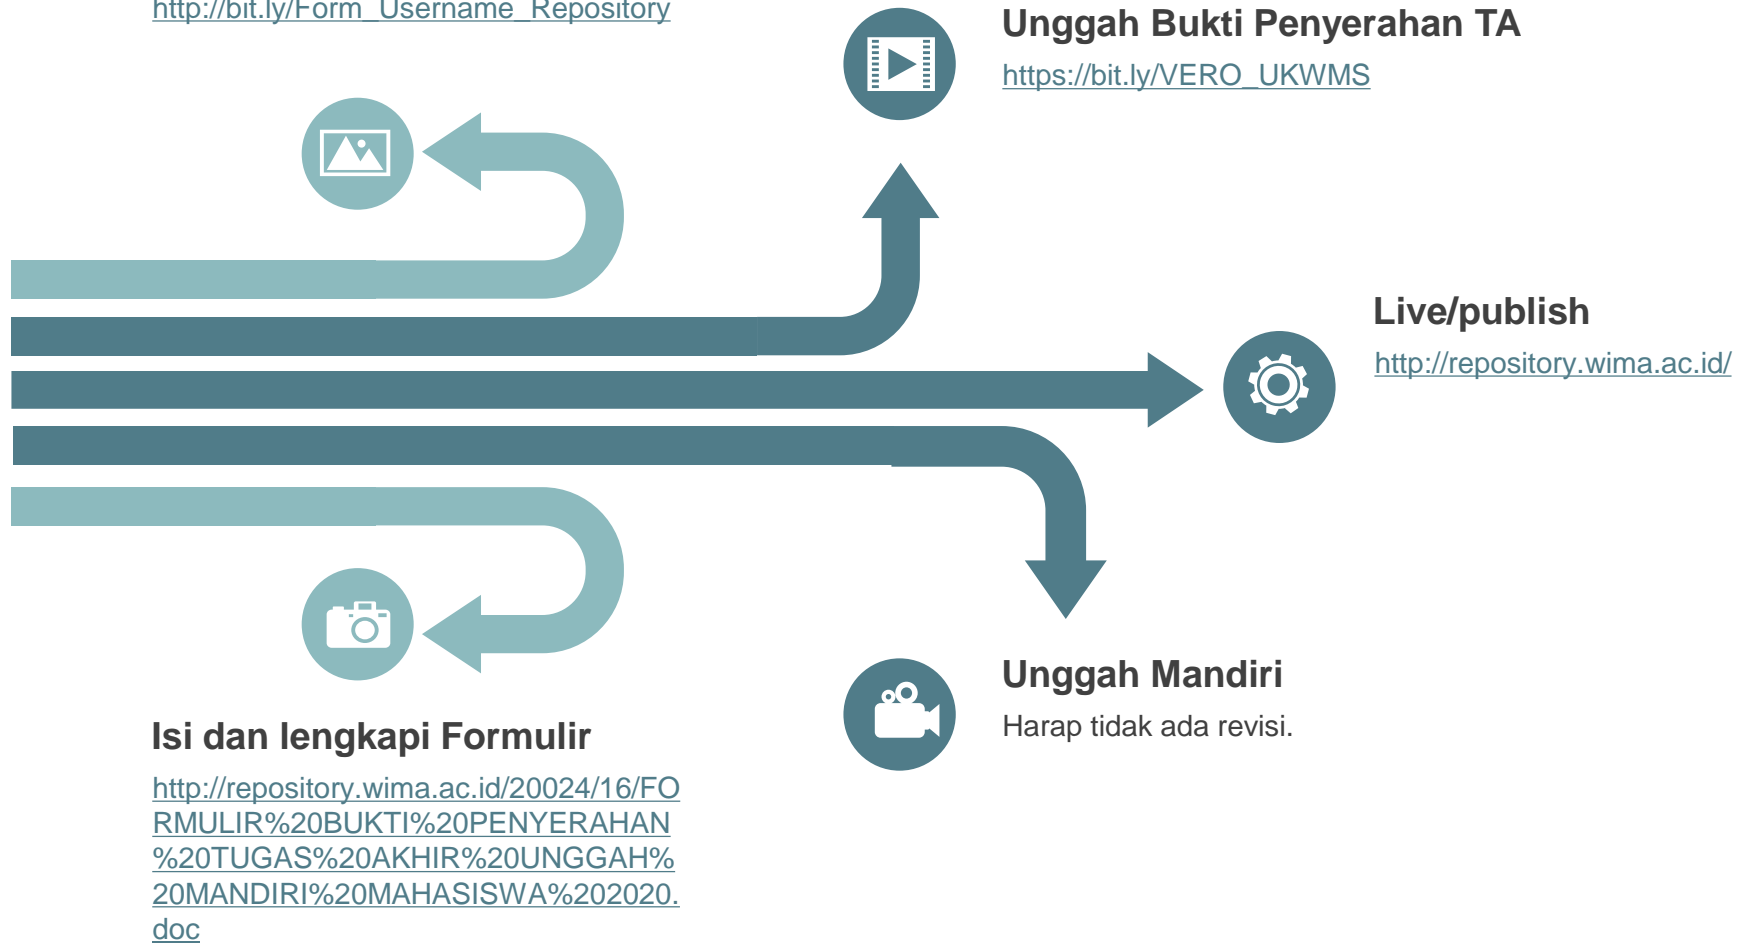 http://bit.ly/Form_Username_Repository
Unggah Bukti Penyerahan TA
https://bit.ly/VERO_UKWMS
Live/publish
http://repository.wima.ac.id/
Unggah Mandiri
Harap tidak ada revisi.
Isi dan lengkapi Formulir
http://repository.wima.ac.id/20024/16/FO
RMULIR%20BUKTI%20PENYERAHAN
%20TUGAS%20AKHIR%20UNGGAH%
20MANDIRI%20MAHASISWA%202020.
doc